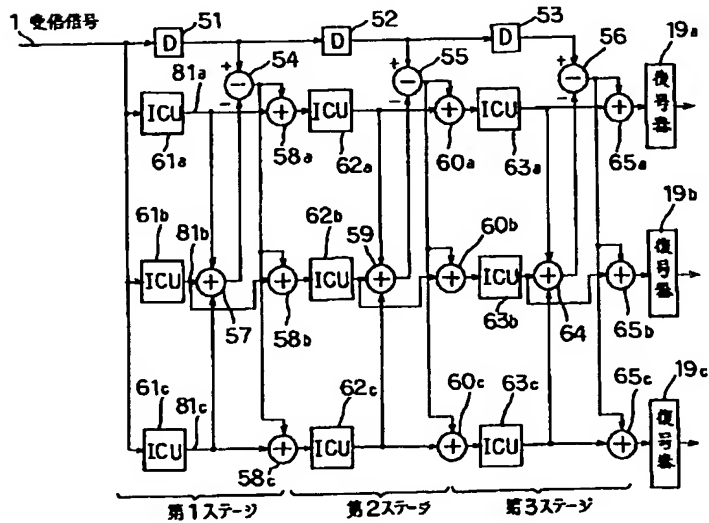 1 受信信号
D 51
D 52
D 53
19a
+
-
-
54
+
-
-
55
+
-
-
56
81a
ICU
61a
+
58a
ICU
62a
+
60a
ICU
63a
+
65a
復号器
61b
81b
ICU
+
57
+
58b
62b
ICU
59
+
+
60b
ICU
63b
+
64
+
65b
19b
復号器
61c
81c
ICU
+
58c
62c
ICU
60c
+
63c
ICU
65c
+
19c
復号器
第1ステージ
第2ステージ
第3ステージ